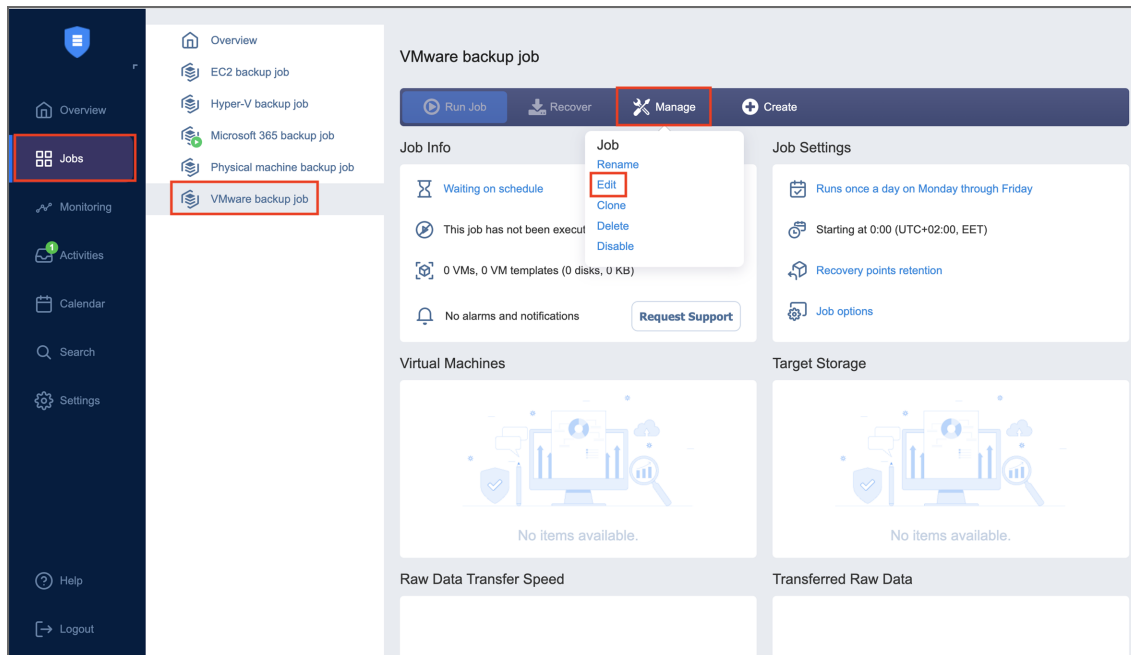 Overview
Jobs
Monitoring
1
Activities
Calendar
Search
Settings
Help
Logout
Overview
EC2 backup job
Hyper-V backup job
Microsoft 365 backup job
Physical machine backup job
VMware backup job
VMware backup job
Run Job Recover Manage Create
Job Info
Waiting on schedule
This job has not been execut
0 VMs, 0 VM templates (0 disks, 0 KB)
No alarms and notifications
Request Support
Job
Rename
Edit
Clone
Delete
Disable
Job Settings
Runs once a day on Monday through Friday
Starting at 0:00 (UTC+02:00, EET)
Recovery points retention
Job options
Virtual Machines
No items available.
Target Storage
No items available.
Raw Data Transfer Speed
Transferred Raw Data